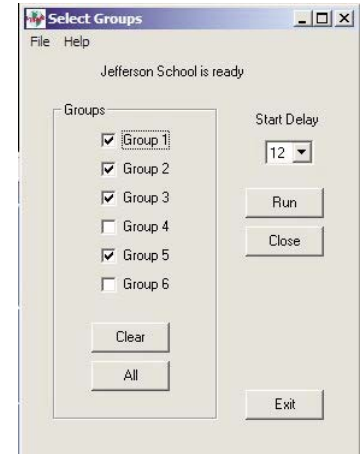 Select Groups
File Help
Jefferson School is ready
Groups
Group 1
Group 2
Group 3
Group 4
Group 5
Group 6
Clear
All
Start Delay
12
Run
Close
Exit